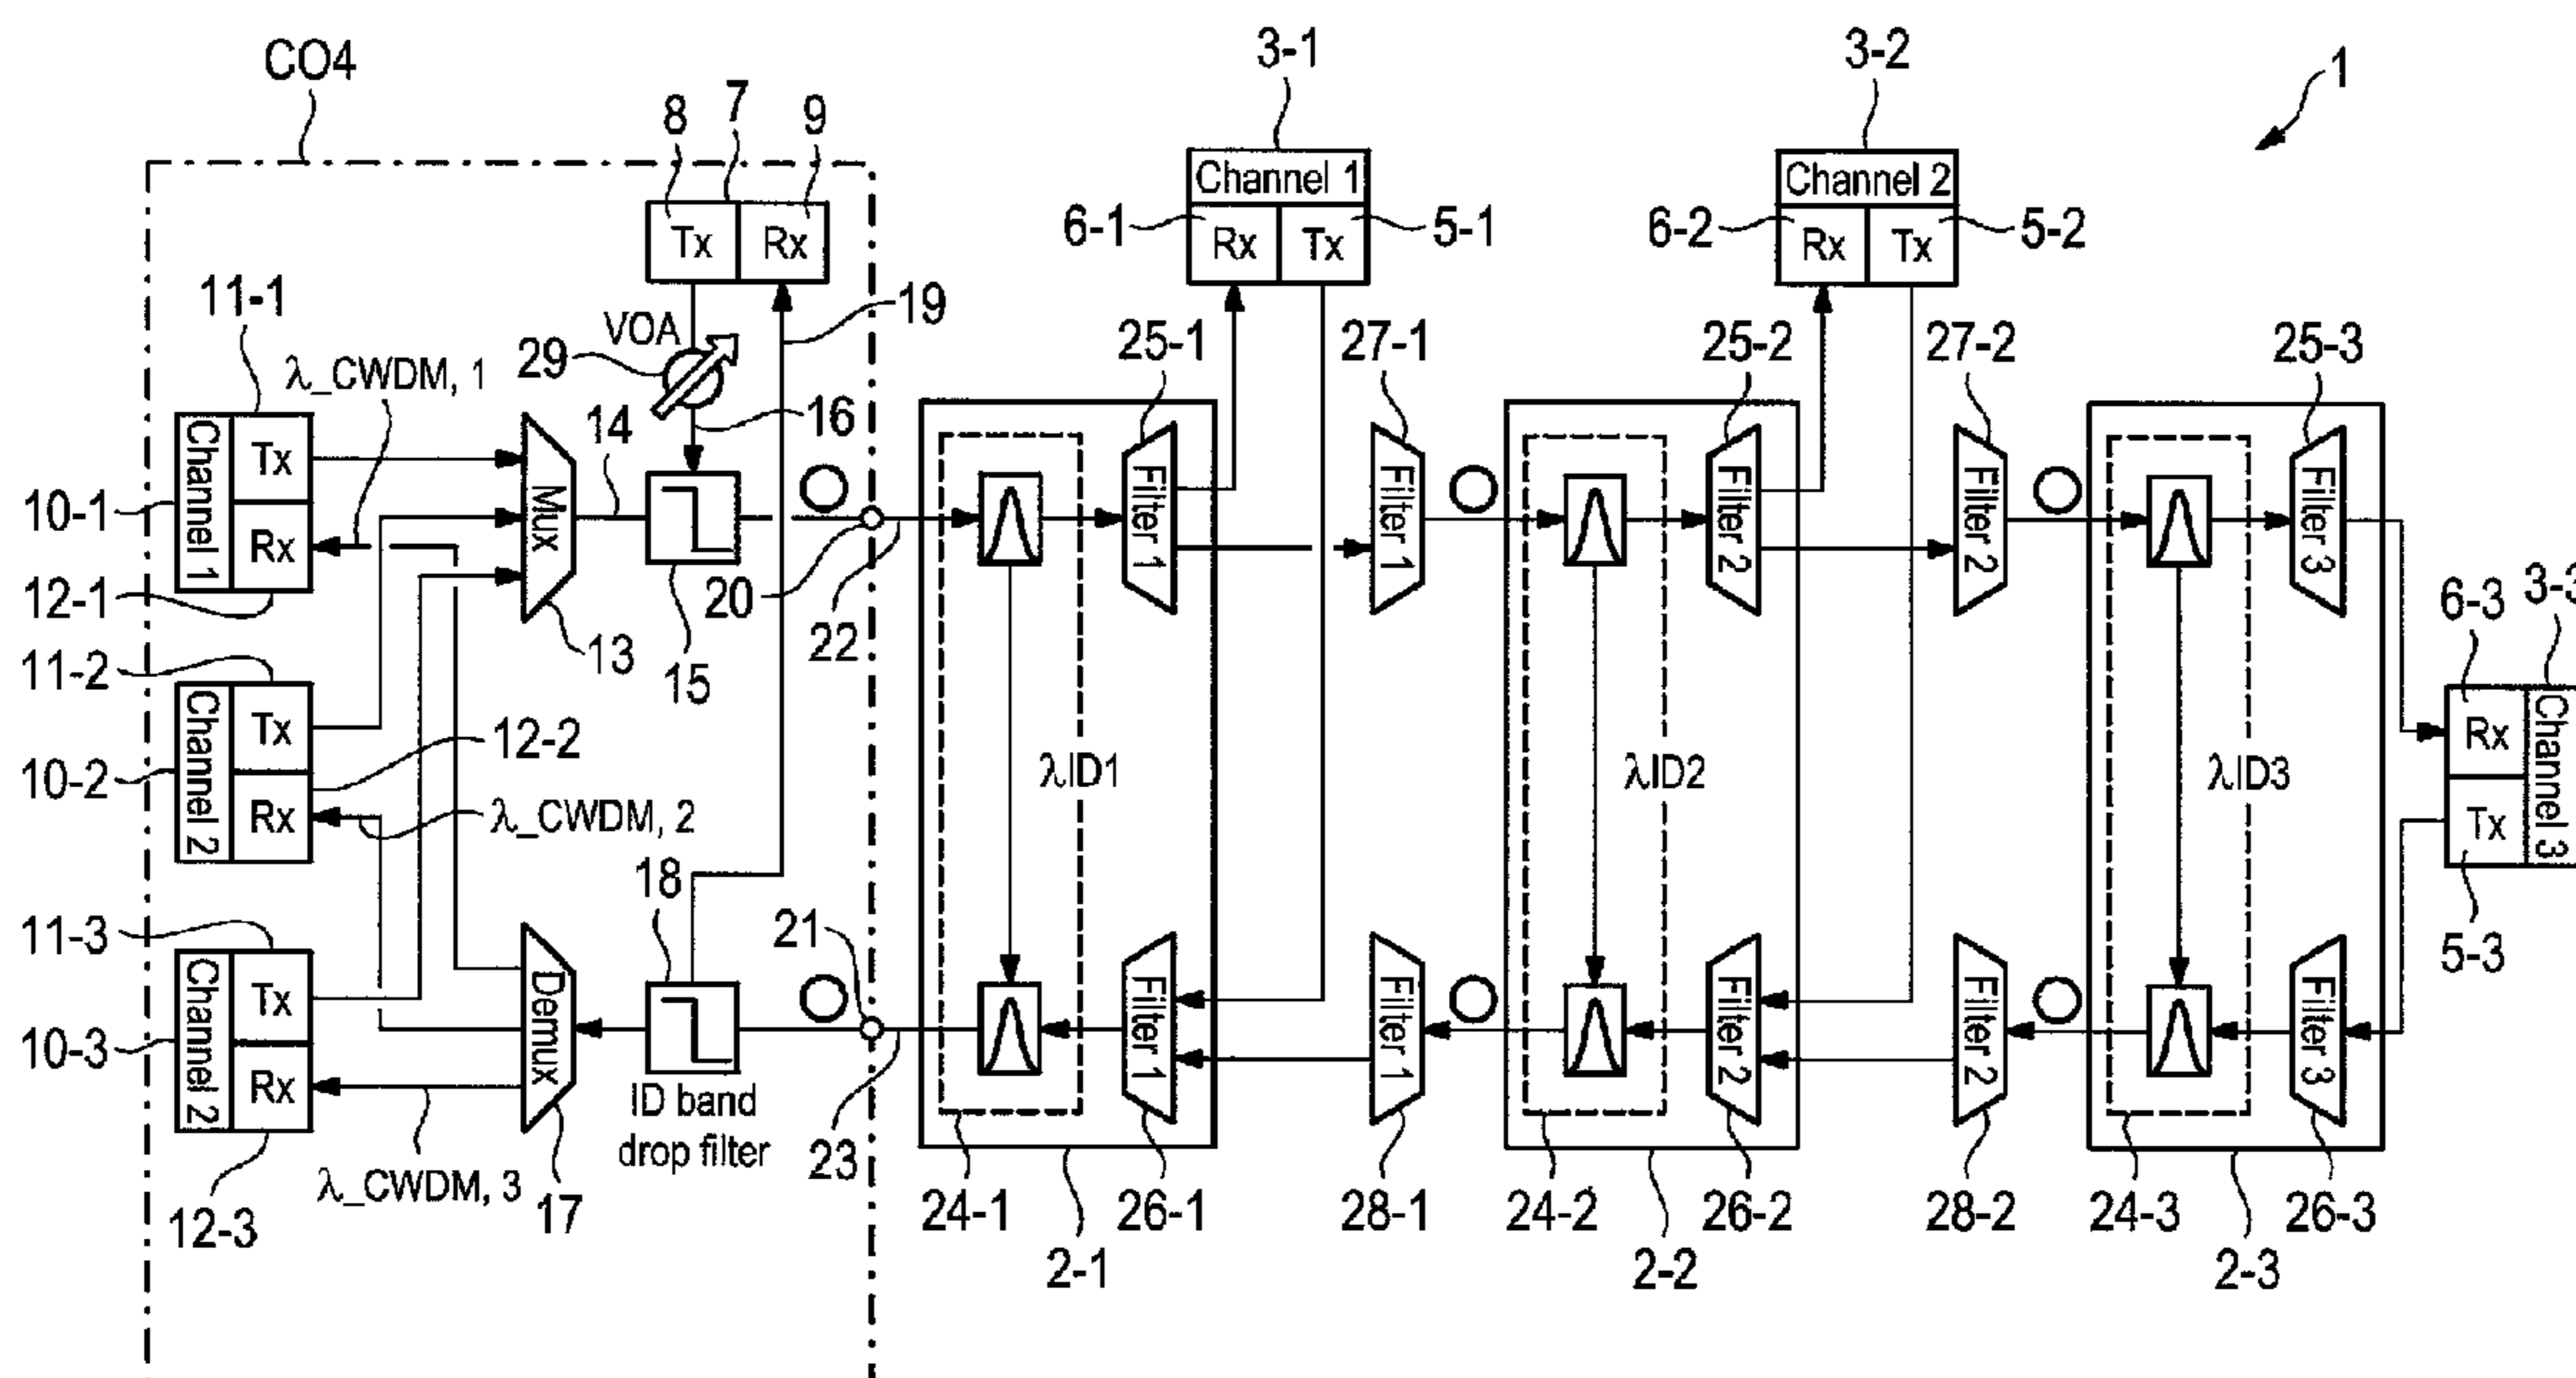 CO4
3-1
3-2
1
8
7
9
Channel 1
Channel 2
Tx
Rx
6-1
Rx
Tx
5-1
6-2
Rx
Tx
5-2
11-1
VOA
19
29
25-1
27-1
25-2
27-2
25-3
λ_CWDM, 1
16
14
Channel 1
Tx
Rx
10-1
Mux
Filter 1
Filter 1
Filter 2
Filter 2
Filter 3
12-1
20
22
13
15
6-3
3-3
11-2
Channel 2
Tx
Rx
12-2
10-2
λID1
λID2
λID3
Rx
Tx
Channel 3
λ_CWDM, 2
18
5-3
11-3
21
Channel 2
Tx
Rx
10-3
Demux
Filter 1
Filter 1
Filter 2
Filter 2
Filter 3
ID band
drop filter
23
λ_CWDM, 3
17
12-3
24-1
26-1
28-1
24-2
26-2
28-2
24-3
26-3
2-1
2-2
2-3